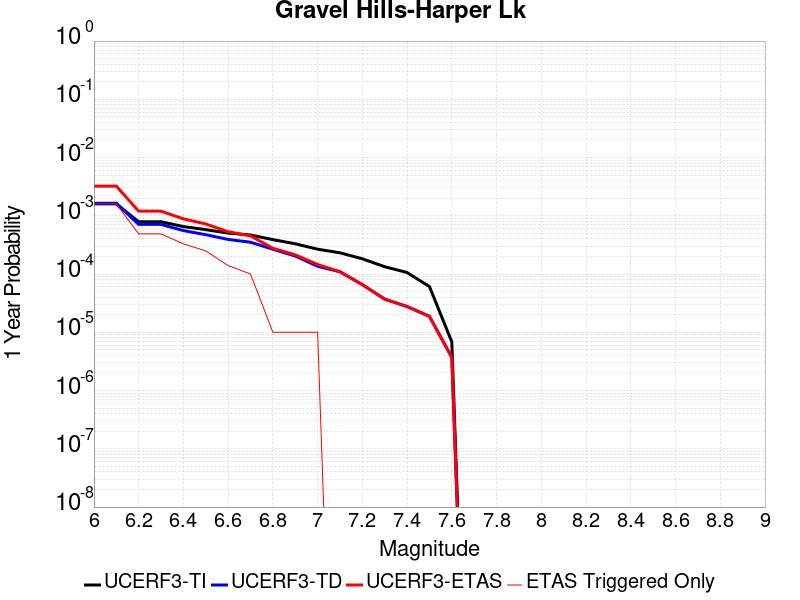 Gravel Hills-Harper Lk
10^0
10^-1
10^-2
10^-3
10^-4
10^-5
10^-6
10^-7
10^-8
1 Year Probability
6 6.2 6.4 6.6 6.8 7 7.2 7.4 7.6 7.8 8 8.2 8.4 8.6 8.8 9
Magnitude
UCERF3-TI UCERF3-TD UCERF3-ETAS ETAS Triggered Only